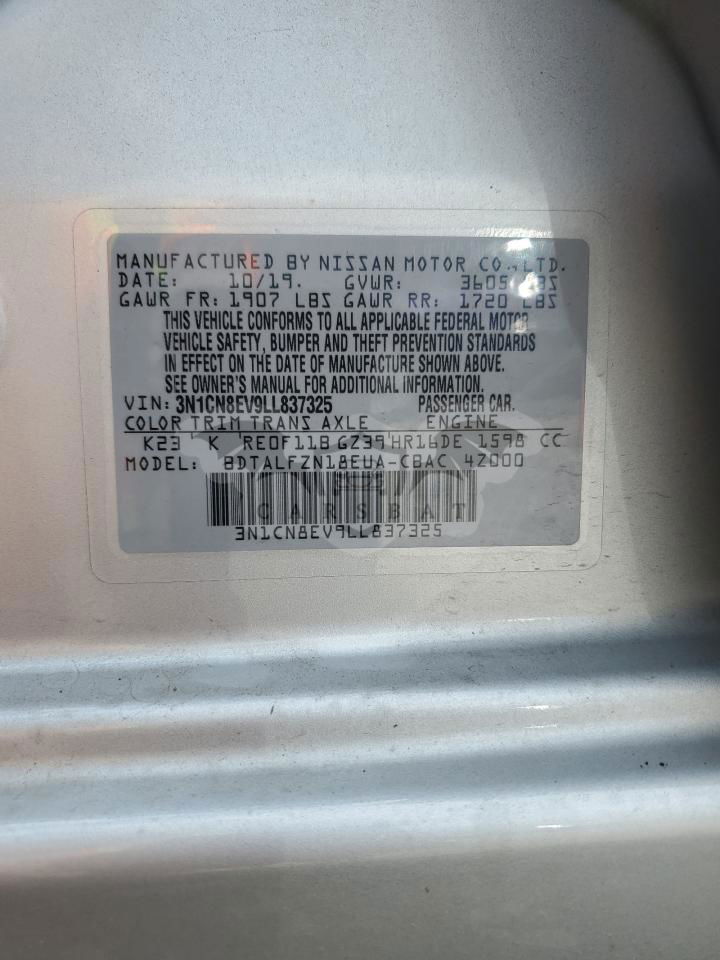 MANUFACTURED BY NISSAN MOTOR CO., LTD.
DATE: 10/19. GVWR: 3605 LBS
GAWR FR: 1907 LBS GAWR RR: 1720 LBS
THIS VEHICLE CONFORMS TO ALL APPLICABLE FEDERAL MOTOR
VEHICLE SAFETY, BUMPER AND THEFT PREVENTION STANDARDS
IN EFFECT ON THE DATE OF MANUFACTURE SHOWN ABOVE.
SEE OWNER'S MANUAL FOR ADDITIONAL INFORMATION.
VIN: 3N1CN8EV9LL837325 PASSENGER CAR.
COLOR TRIM TRANS AXLE ENGINE
K23 K RE0F11B GZ39 HR16DE 1598 CC
MODEL: BDTALFZN18EUA-CBAC 4Z000
CARSBAT
3N1CN8EV9LL837325